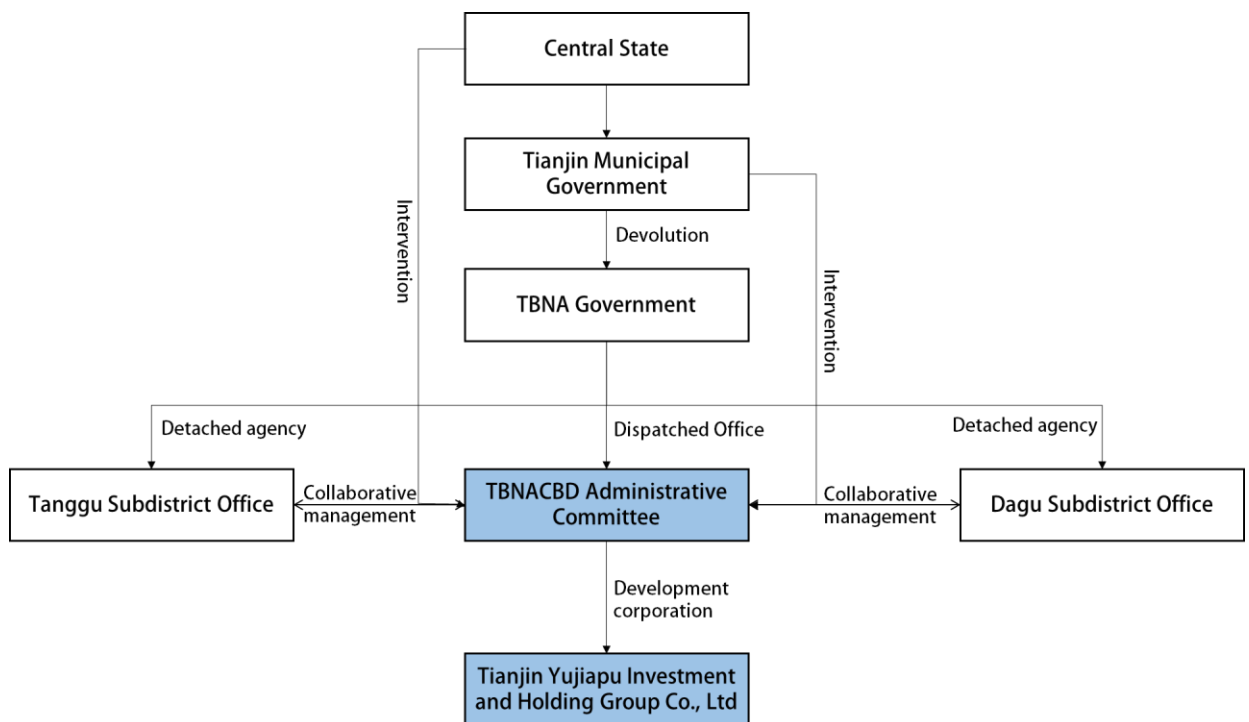 Central State
Tianjin Municipal
Government
Intervention
Devolution
Intervention
TBNA Government
Detached agency
Dispatched Office
Detached agency
Tanggu Subdistrict Office
Collaborative
management
TBNACBD Administrative
Committee
Collaborative
management
Dagu Subdistrict Office
Development
corporation
Tianjin Yujiapu Investment
and Holding Group Co., Ltd